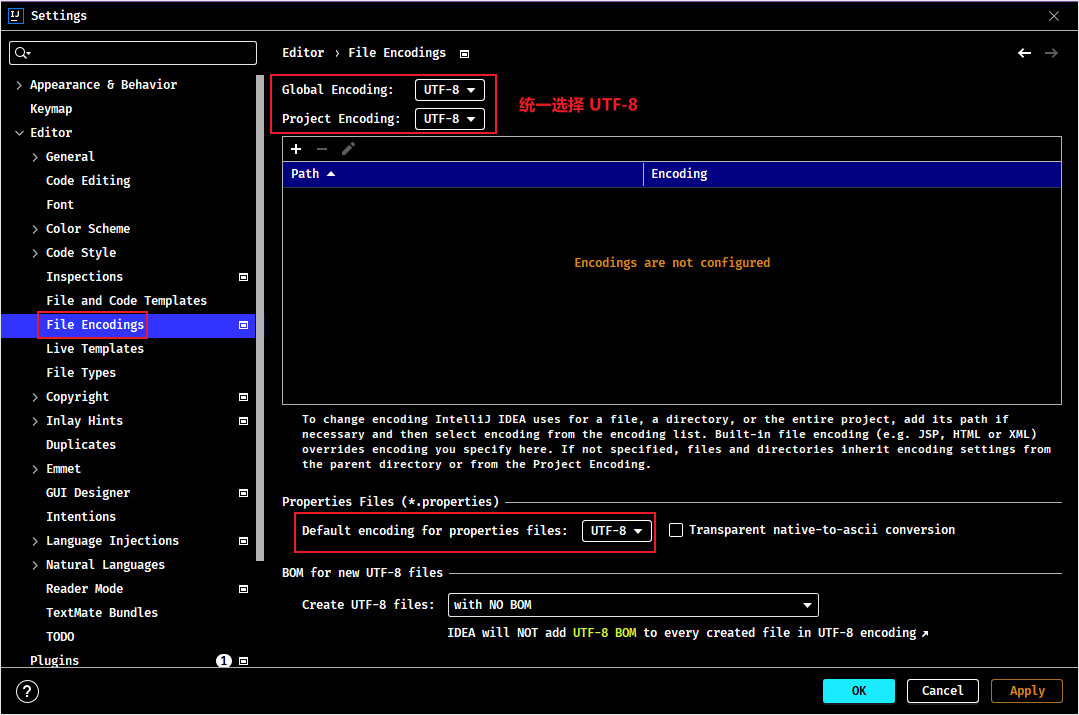 IJ Settings
Appearance & Behavior
Keymap
Editor
General
Code Editing
Font
Color Scheme
Code Style
Inspections
File and Code Templates
File Encodings
Live Templates
File Types
Copyright
Inlay Hints
Duplicates
Emmet
GUI Designer
Intentions
Language Injections
Natural Languages
Reader Mode
TextMate Bundles
TODO
Plugins 1
Editor › File Encodings
Global Encoding: UTF-8
Project Encoding: UTF-8
统一选择 UTF-8
Path Encoding
Encodings are not configured
To change encoding IntelliJ IDEA uses for a file, a directory, or the entire project, add its path if
necessary and then select encoding from the encoding list. Built-in file encoding (e.g. JSP, HTML or XML)
overrides encoding you specify here. If not specified, files and directories inherit encoding settings from
the parent directory or from the Project Encoding.
Properties Files (*.properties)
Default encoding for properties files: UTF-8 Transparent native-to-ascii conversion
BOM for new UTF-8 files
Create UTF-8 files: with NO BOM
IDEA will NOT add UTF-8 BOM to every created file in UTF-8 encoding ↗
? OK Cancel Apply